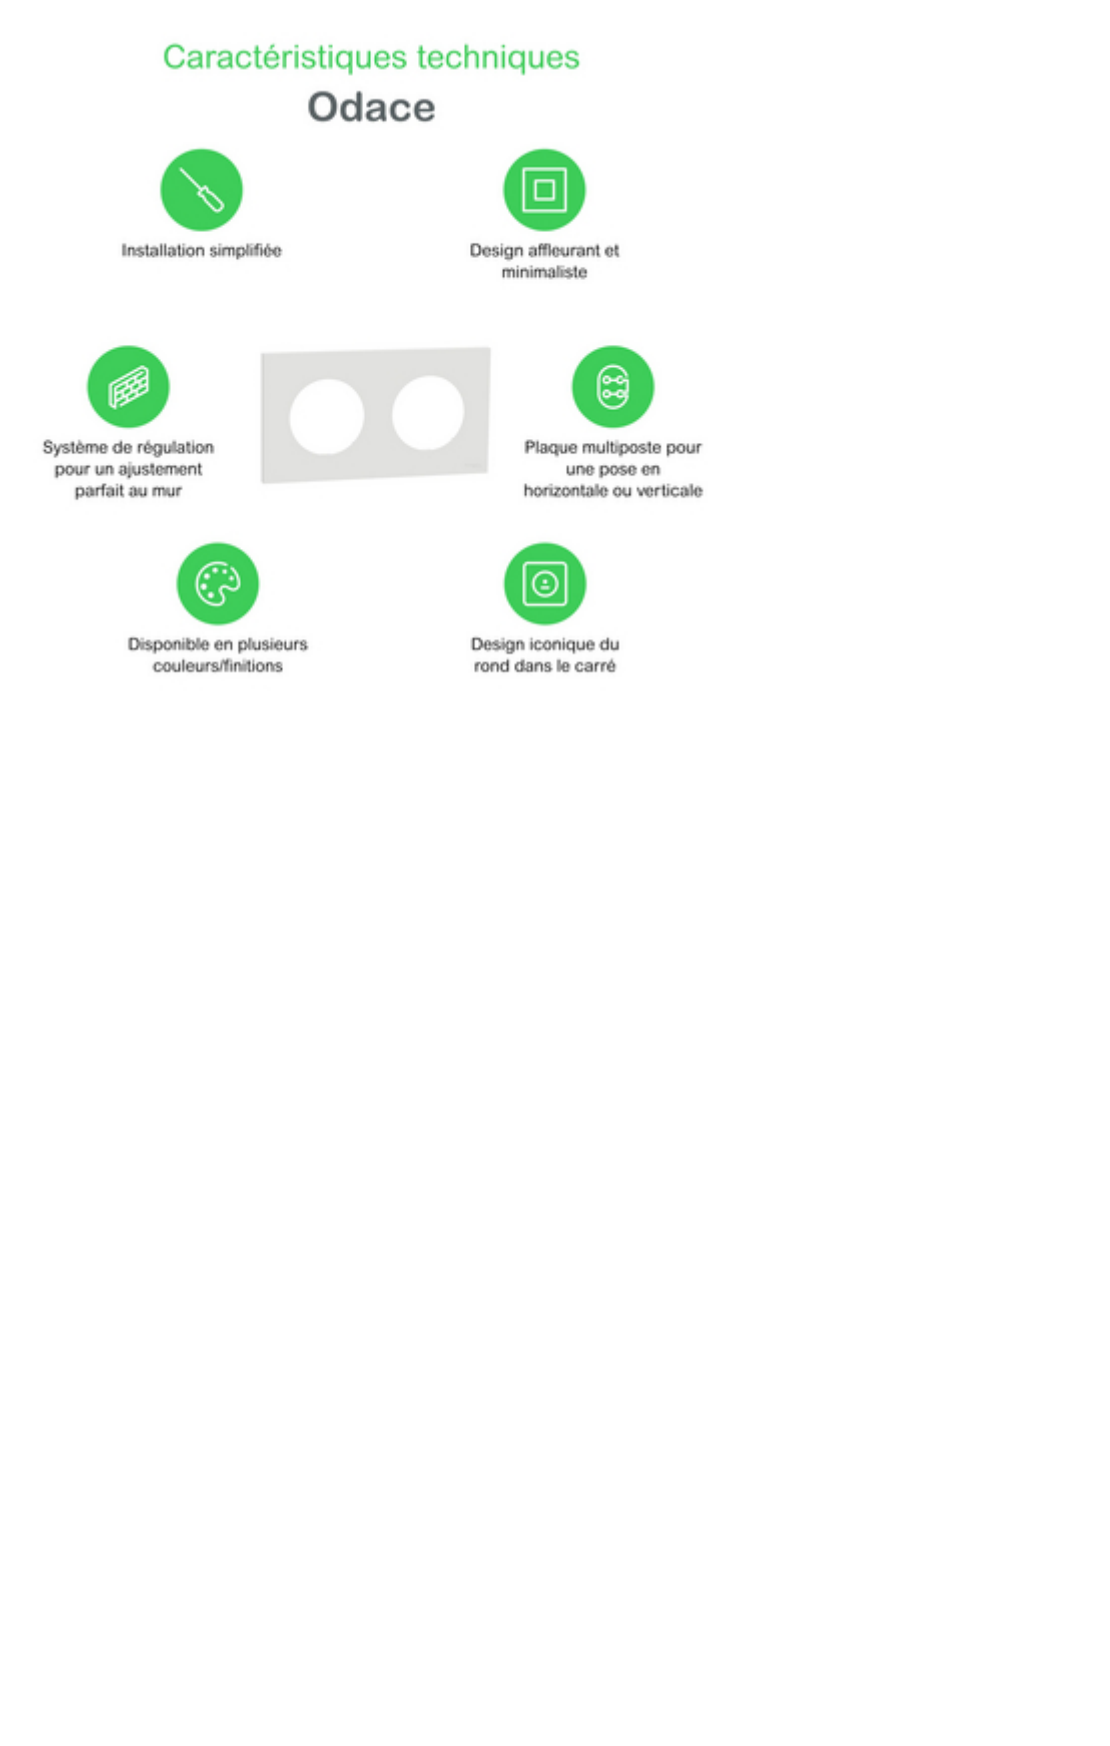 Caractéristiques techniques
Odace
Installation simplifiée
Design affleurant et
minimaliste
Système de régulation
pour un ajustement
parfait au mur
Plaque multiposte pour
une pose en
horizontale ou verticale
Disponible en plusieurs
couleurs/finitions
Design iconique du
rond dans le carré